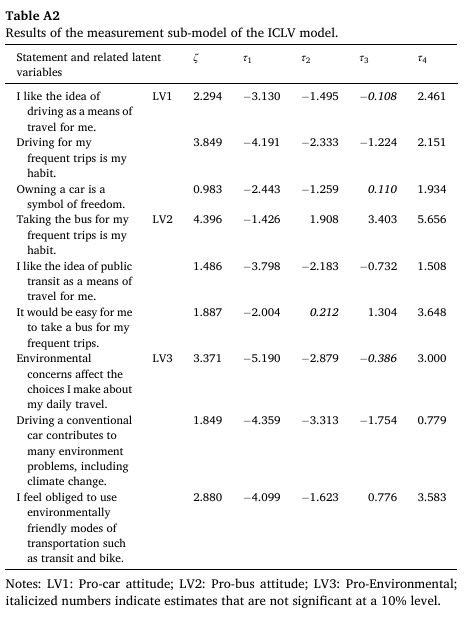 Table A2
Results of the measurement sub-model of the ICLV model.
Statement and related latent variables ζ τ1 τ2 τ3 τ4
I like the idea of LV1 2.294 −3.130 −1.495 −0.108 2.461
driving as a means of
travel for me.
Driving for my 3.849 −4.191 −2.333 −1.224 2.151
frequent trips is my
habit.
Owning a car is a 0.983 −2.443 −1.259 0.110 1.934
symbol of freedom.
Taking the bus for my LV2 4.396 −1.426 1.908 3.403 5.656
frequent trips is my
habit.
I like the idea of public 1.486 −3.798 −2.183 −0.732 1.508
transit as a means of
travel for me.
It would be easy for me 1.887 −2.004 0.212 1.304 3.648
to take a bus for my
frequent trips.
Environmental LV3 3.371 −5.190 −2.879 −0.386 3.000
concerns affect the
choices I make about
my daily travel.
Driving a conventional 1.849 −4.359 −3.313 −1.754 0.779
car contributes to
many environment
problems, including
climate change.
I feel obliged to use 2.880 −4.099 −1.623 0.776 3.583
environmentally
friendly modes of
transportation such
as transit and bike.
Notes: LV1: Pro-car attitude; LV2: Pro-bus attitude; LV3: Pro-Environmental;
italicized numbers indicate estimates that are not significant at a 10% level.